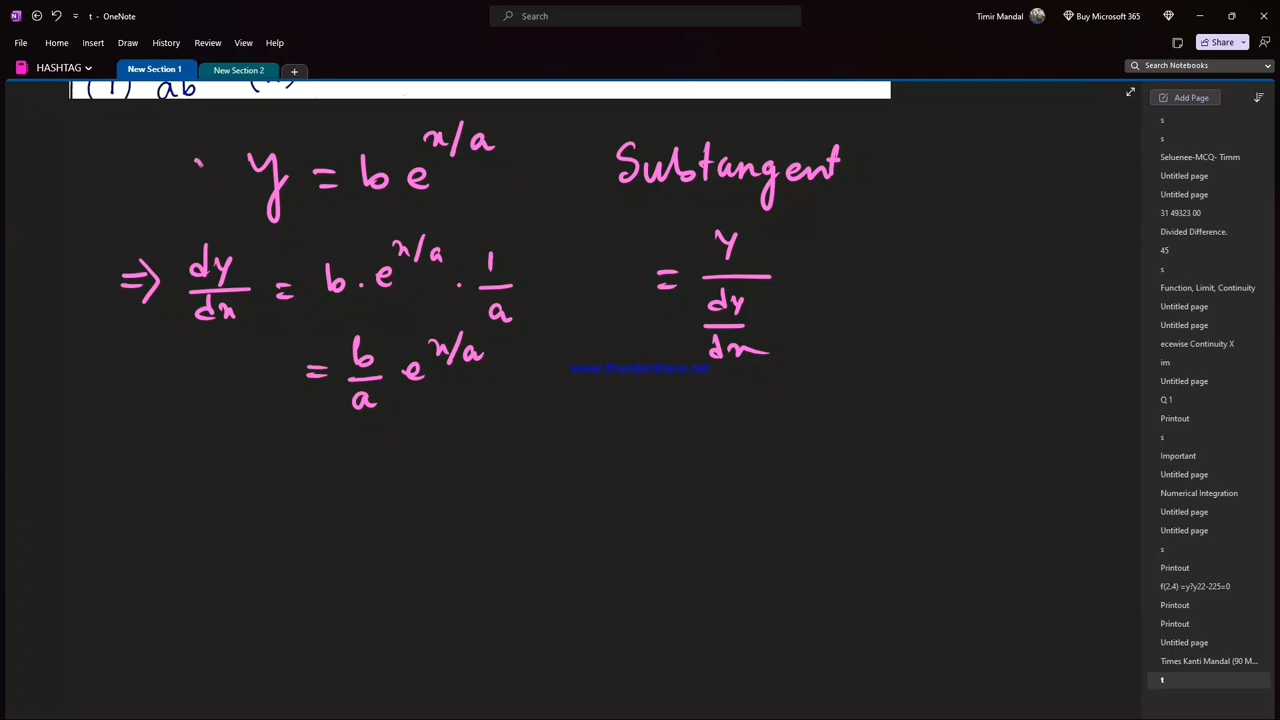 t - OneNote
Search
Timir Mandal
Buy Microsoft 365
File Home Insert Draw History Review View Help
Share
HASHTAG
New Section 1
New Section 2
+
Search Notebooks
ab
Add Page
y = b e^{x/a}
⇒ dy/dx = b · e^{x/a} · 1/a
= b/a e^{x/a}
Subtangent
= y / (dy/dx)
www.thundershare.net
s
s
Seluenee-MCQ- Timm
Untitled page
Untitled page
31 49323 00
Divided Difference.
45
s
Function, Limit, Continuity
Untitled page
Untitled page
ecewise Continuity X
im
Untitled page
Q 1
Printout
s
Important
Untitled page
Numerical Integration
Untitled page
Untitled page
s
Printout
f(2.4) =y?y22-225=0
Printout
Printout
Untitled page
Times Kanti Mandal (90 M...
t